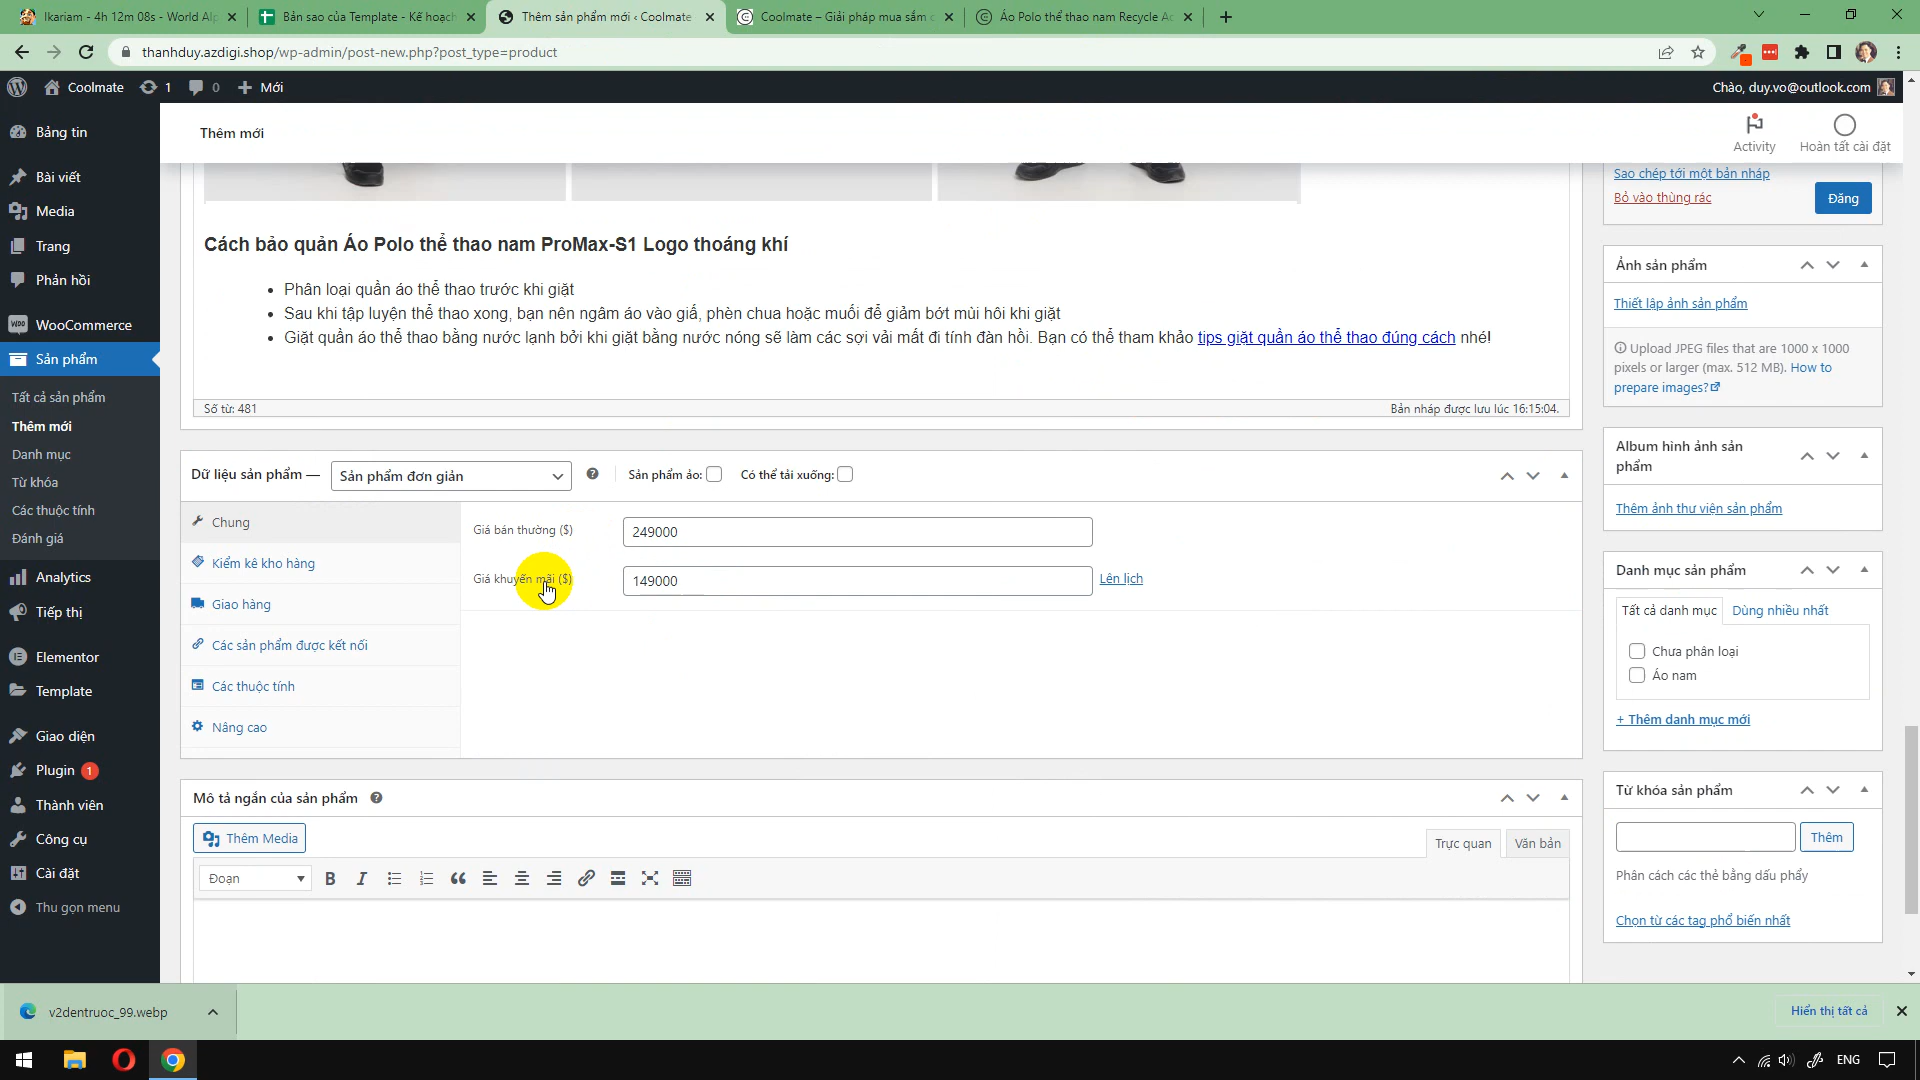 Ikariam - 4h 12m 08s - World Alp
Bản sao của Template - Kế hoạch
Thêm sản phẩm mới ‹ Coolmate
Coolmate – Giải pháp mua sắm c
Áo Polo thể thao nam Recycle Ac
thanhduy.azdigi.shop/wp-admin/post-new.php?post_type=product
Coolmate
1
0
Mới
Chào, duy.vo@outlook.com
Bảng tin
Bài viết
Media
Trang
Phản hồi
WooCommerce
Sản phẩm
Tất cả sản phẩm
Thêm mới
Danh mục
Từ khóa
Các thuộc tính
Đánh giá
Analytics
Tiếp thị
Elementor
Template
Giao diện
Plugin 1
Thành viên
Công cụ
Cài đặt
Thu gọn menu
Thêm mới
Activity
Hoàn tất cài đặt
Cách bảo quản Áo Polo thể thao nam ProMax-S1 Logo thoáng khí
Phân loại quần áo thể thao trước khi giặt
Sau khi tập luyện thể thao xong, bạn nên ngâm áo vào giấ, phèn chua hoặc muối để giảm bớt mùi hôi khi giặt
Giặt quần áo thể thao bằng nước lạnh bởi khi giặt bằng nước nóng sẽ làm các sợi vải mất đi tính đàn hồi. Bạn có thể tham khảo tips giặt quần áo thể thao đúng cách nhé!
Số từ: 481
Bản nháp được lưu lúc 16:15:04.
Dữ liệu sản phẩm —
Sản phẩm đơn giản
Sản phẩm ảo:
Có thể tải xuống:
Chung
Kiểm kê kho hàng
Giao hàng
Các sản phẩm được kết nối
Các thuộc tính
Nâng cao
Giá bán thường ($)
249000
Giá khuyến mãi ($)
149000
Lên lịch
Mô tả ngắn của sản phẩm
Thêm Media
Trực quan
Văn bản
Đoạn
B I
Sao chép tới một bản nháp
Bỏ vào thùng rác
Đăng
Ảnh sản phẩm
Thiết lập ảnh sản phẩm
Upload JPEG files that are 1000 x 1000
pixels or larger (max. 512 MB). How to
prepare images?
Album hình ảnh sản
phẩm
Thêm ảnh thư viện sản phẩm
Danh mục sản phẩm
Tất cả danh mục
Dùng nhiều nhất
Chưa phân loại
Áo nam
+ Thêm danh mục mới
Từ khóa sản phẩm
Thêm
Phân cách các thẻ bằng dấu phẩy
Chọn từ các tag phổ biến nhất
v2dentruoc_99.webp
Hiển thị tất cả
ENG